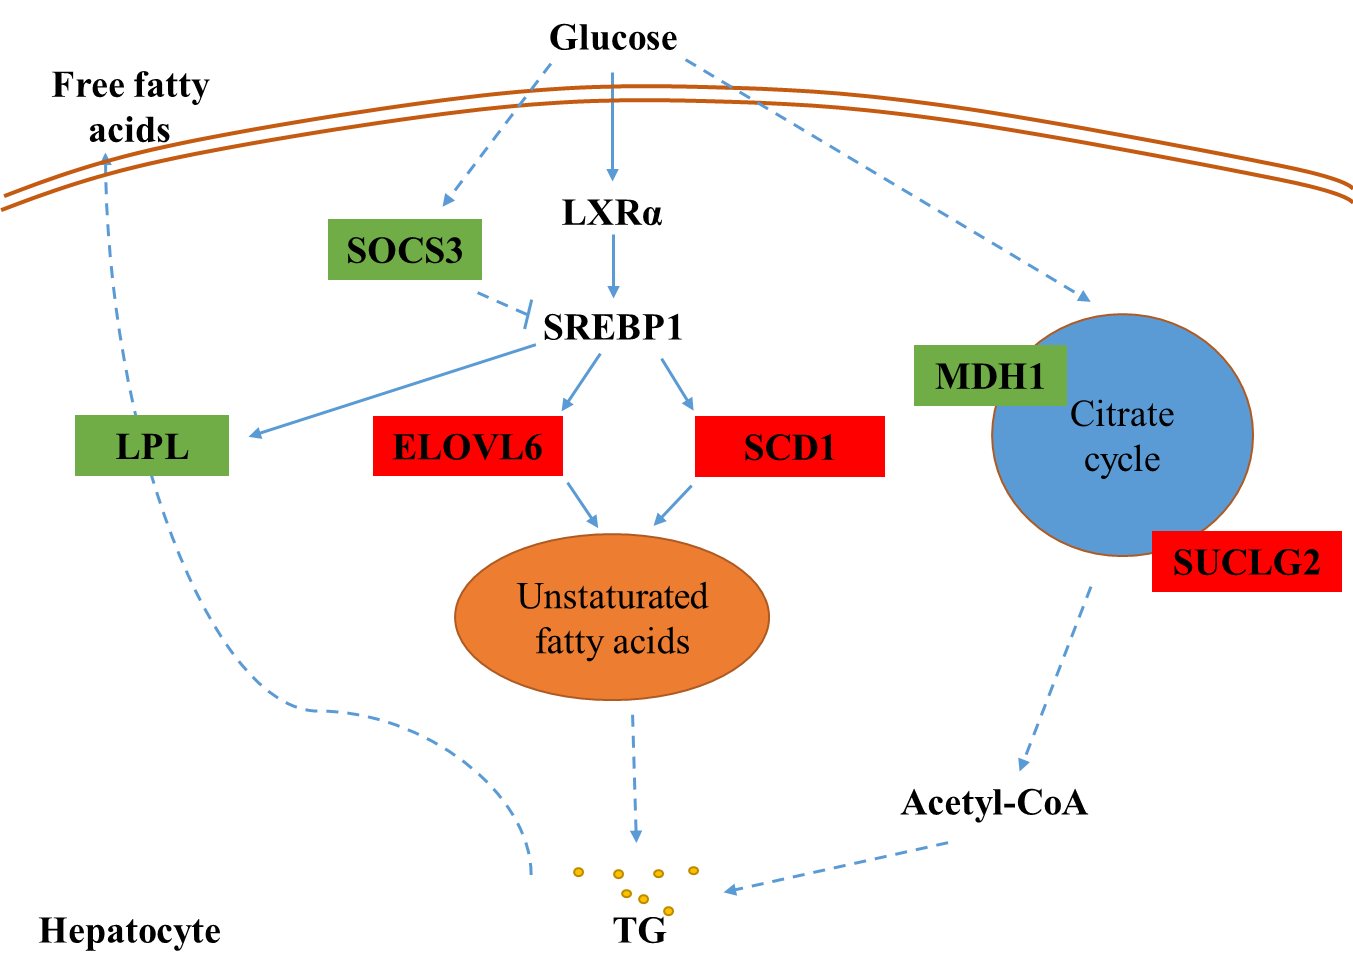 Glucose
Free fatty
acids
LXRα
SOCS3
SREBP1
MDH1
Citrate
cycle
LPL
ELOVL6
SCD1
SUCLG2
Unstaturated
fatty acids
Acetyl-CoA
Hepatocyte
TG